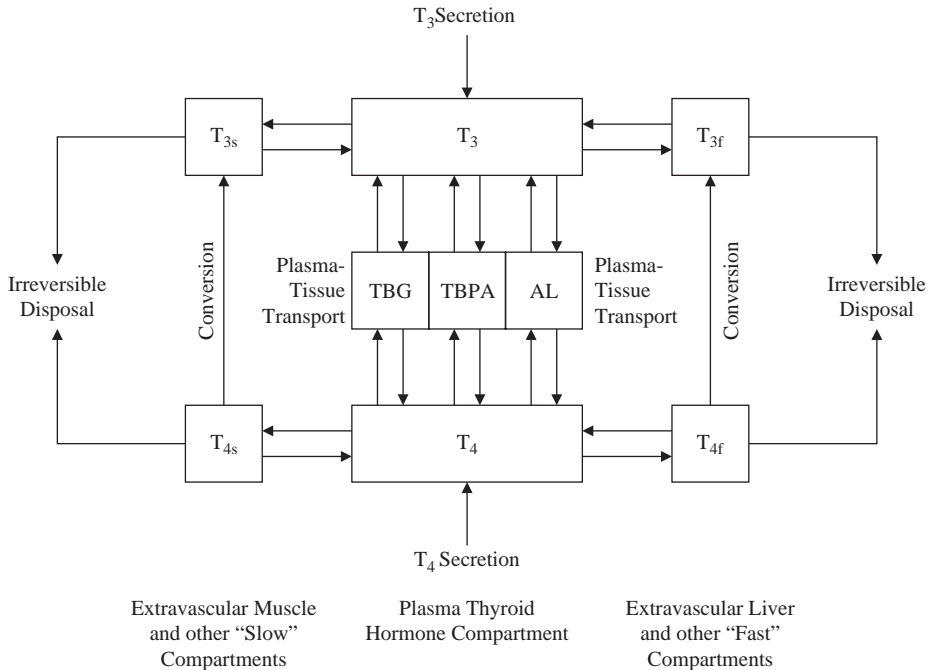 T₃ Secretion
T₃s
T₃
T₃f
Irreversible
Disposal
Conversion
Plasma-
Tissue
Transport
TBG
TBPA
AL
Plasma-
Tissue
Transport
Conversion
Irreversible
Disposal
T₄s
T₄
T₄f
T₄ Secretion
Extravascular Muscle
and other “Slow”
Compartments
Plasma Thyroid
Hormone Compartment
Extravascular Liver
and other “Fast”
Compartments